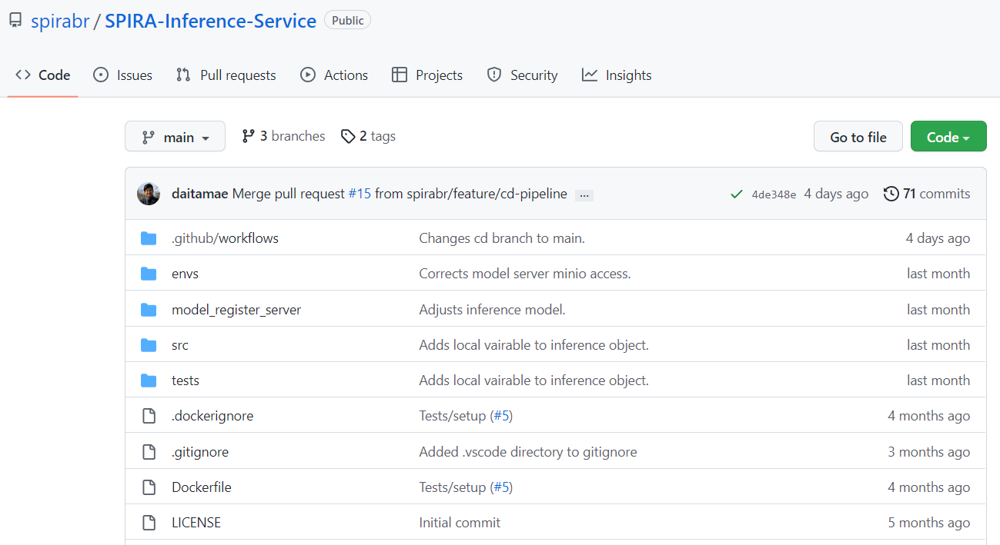 spirabr / SPIRA-Inference-Service Public
Code Issues Pull requests Actions Projects Security Insights
main 3 branches 2 tags Go to file Code
daitamae Merge pull request #15 from spirabr/feature/cd-pipeline ... 4de348e 4 days ago 71 commits
.github/workflows Changes cd branch to main. 4 days ago
envs Corrects model server minio access. last month
model_register_server Adjusts inference model. last month
src Adds local vairable to inference object. last month
tests Adds local vairable to inference object. last month
.dockerignore Tests/setup (#5) 4 months ago
.gitignore Added .vscode directory to gitignore 3 months ago
Dockerfile Tests/setup (#5) 4 months ago
LICENSE Initial commit 5 months ago